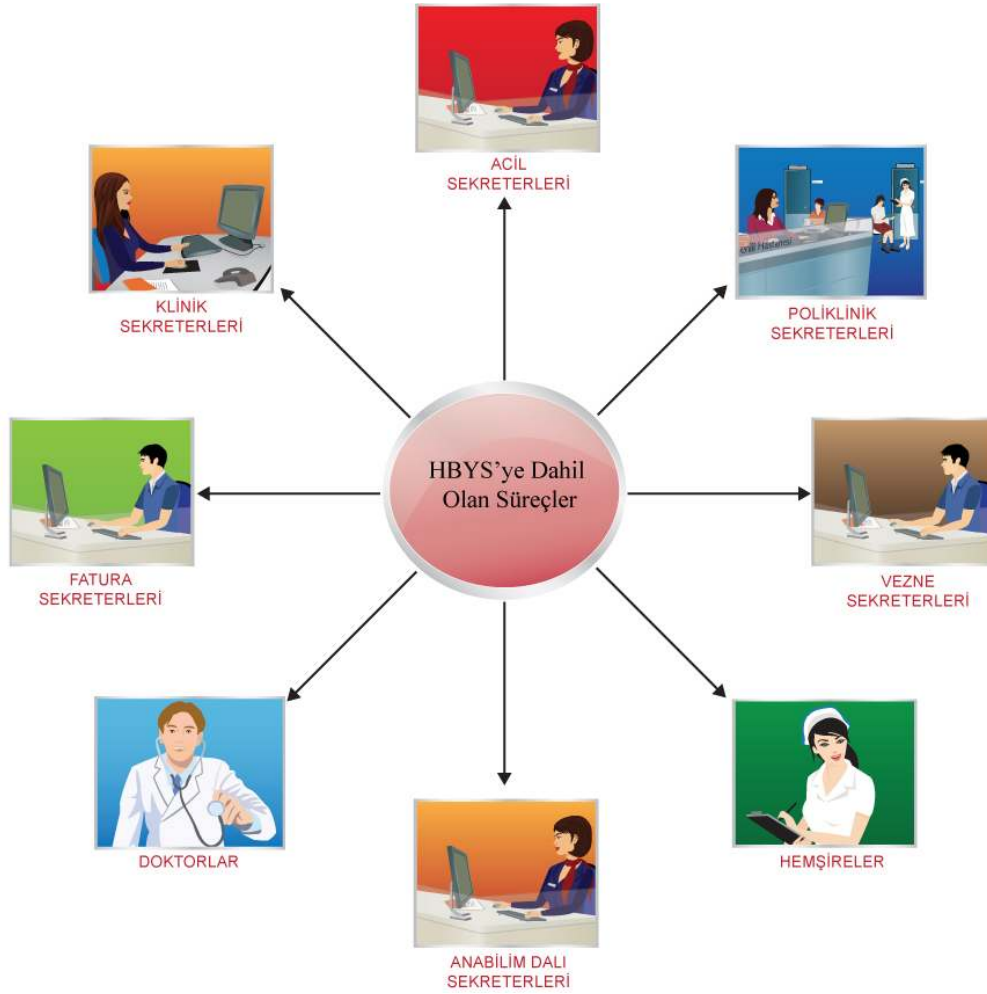 ACİL
SEKRETERLERİ
KLİNİK
SEKRETERLERİ
POLİKLİNİK
SEKRETERLERİ
HBYS’ye Dahil
Olan Süreçler
FATURA
SEKRETERLERİ
VEZNE
SEKRETERLERİ
DOKTORLAR
HEMŞİRELER
ANABİLİM DALI
SEKRETERLERİ